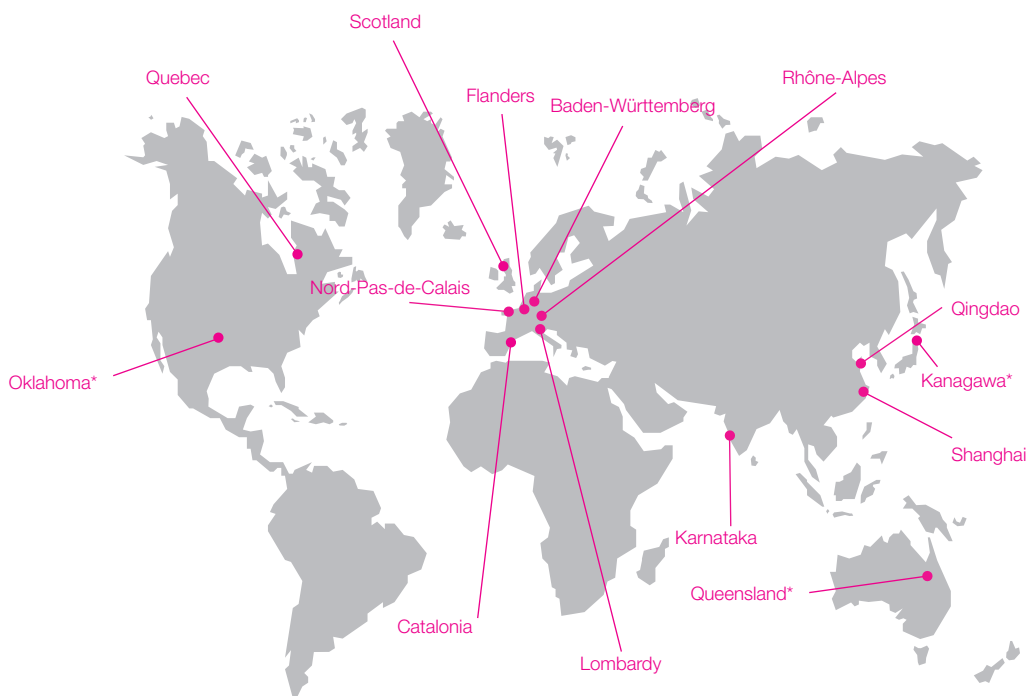 Scotland
Quebec
Rhône-Alpes
Flanders
Baden-Württemberg
Nord-Pas-de-Calais
Qingdao
Oklahoma*
Kanagawa*
Shanghai
Karnataka
Queensland*
Catalonia
Lombardy